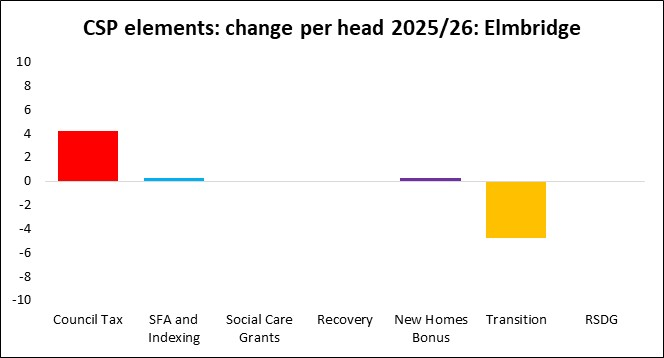 CSP elements: change per head 2025/26: Elmbridge
10
8
6
4
2
0
-2
-4
-6
-8
-10
Council Tax
SFA and
Indexing
Social Care
Grants
Recovery
New Homes
Bonus
Transition
RSDG